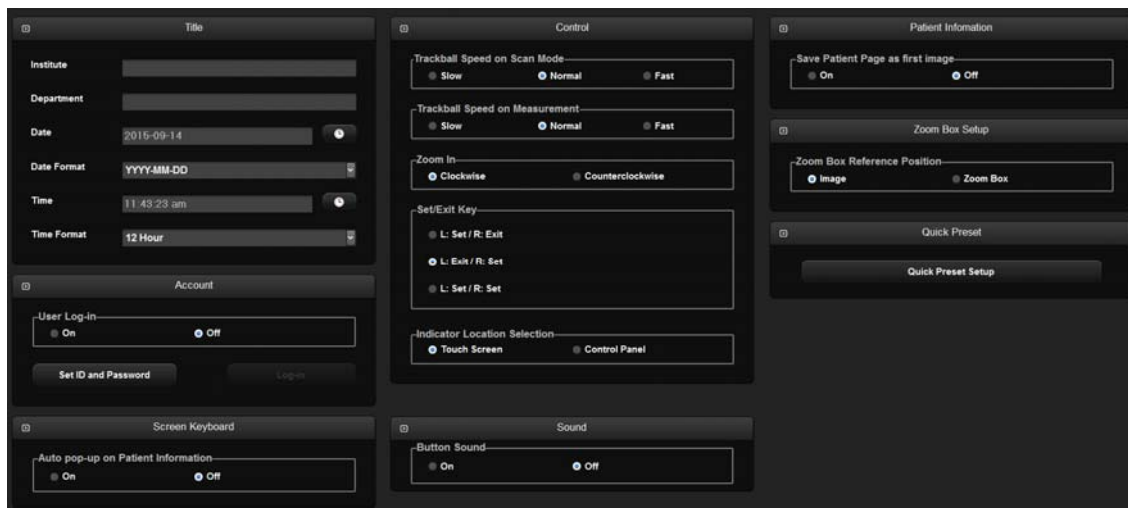 Title
Institute
Department
Date
2015-09-14
Date Format
YYYY-MM-DD
Time
11:43:23 am
Time Format
12 Hour
Account
User Log-in
On
Off
Set ID and Password
Log-in
Screen Keyboard
Auto pop-up on Patient Information
On
Off
Control
Trackball Speed on Scan Mode
Slow
Normal
Fast
Trackball Speed on Measurement
Slow
Normal
Fast
Zoom In
Clockwise
Counterclockwise
Set/Exit Key
L: Set / R: Exit
L: Exit / R: Set
L: Set / R: Set
Indicator Location Selection
Touch Screen
Control Panel
Sound
Button Sound
On
Off
Patient Infomation
Save Patient Page as first image
On
Off
Zoom Box Setup
Zoom Box Reference Position
Image
Zoom Box
Quick Preset
Quick Preset Setup